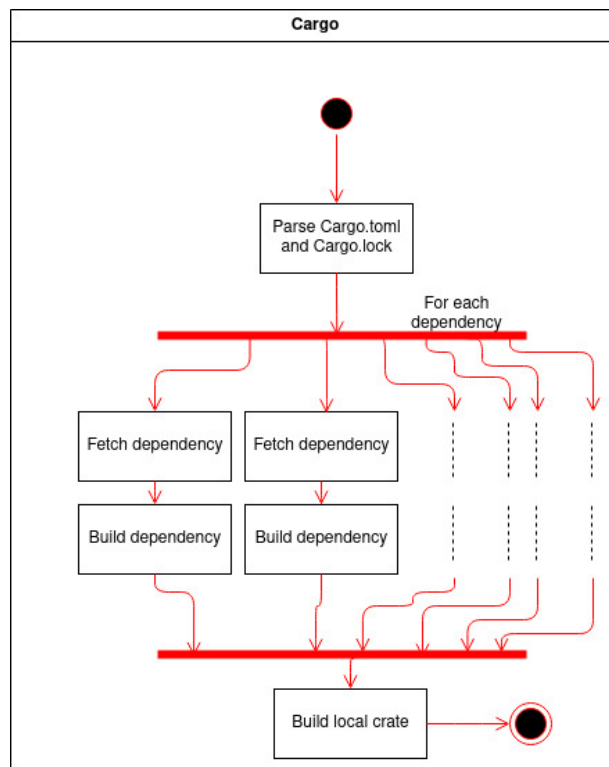 Cargo
Parse Cargo.toml
and Cargo.lock
For each
dependency
Fetch dependency
Fetch dependency
Build dependency
Build dependency
Build local crate